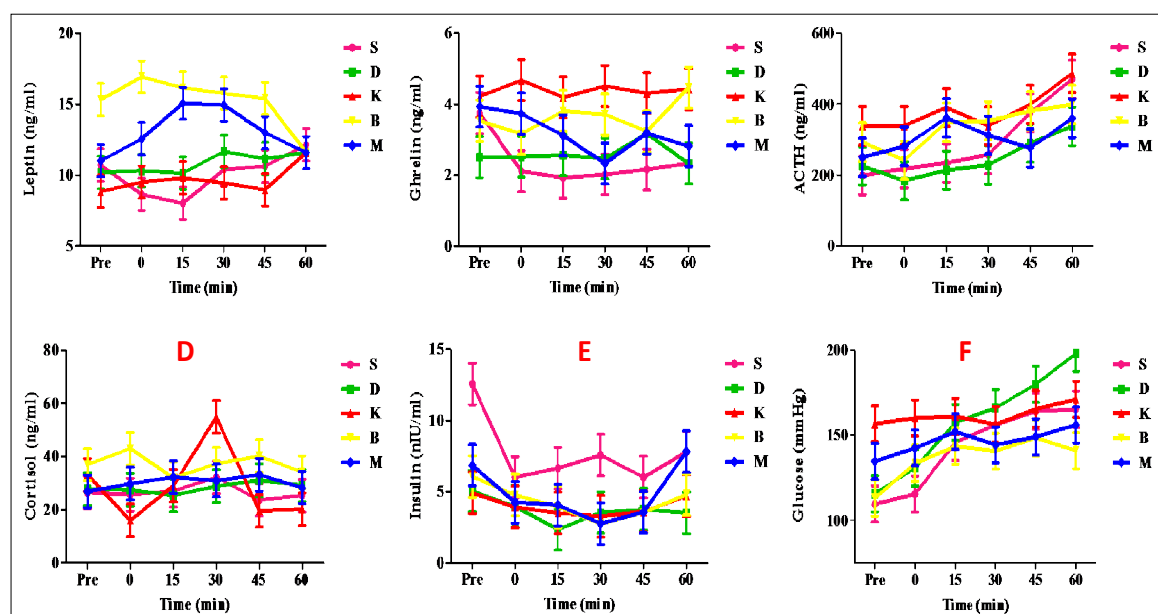 20
15
10
5
Leptin (ng/ml)
Pre 0 15 30 45 60
Time (min)
S
D
K
B
M
6
4
2
0
Ghrelin (ng/ml)
Pre 0 15 30 45 60
Time (min)
S
D
K
B
M
600
400
200
0
ACTH (ng/ml)
Pre 0 15 30 45 60
Time (min)
S
D
K
B
M
D
80
60
40
20
0
Cortisol (ng/ml)
Pre 0 15 30 45 60
Time (min)
S
D
K
B
M
E
15
10
5
0
Insulin (mIU/ml)
Pre 0 15 30 45 60
Time (min)
S
D
K
B
M
F
200
150
100
Glucose (mmHg)
Pre 0 15 30 45 60
Time (min)
S
D
K
B
M